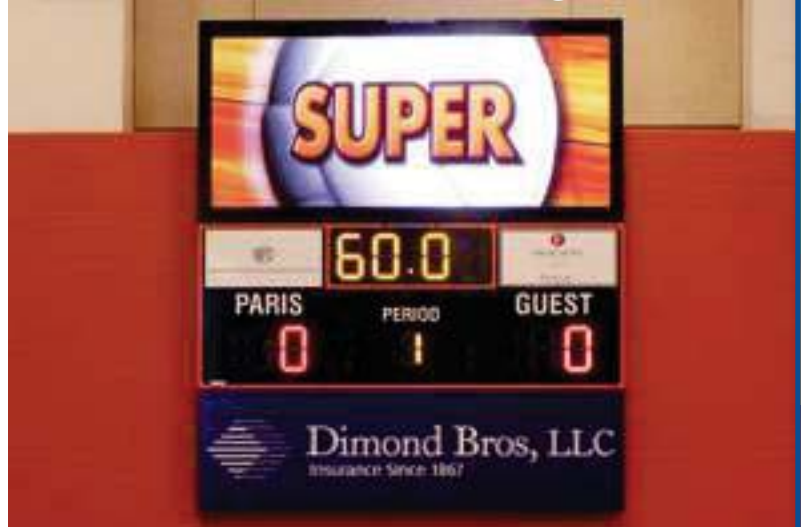 SUPER
60.0
PARIS
PERIOD
GUEST
0
1
0
Dimond Bros, LLC
Insurance Since 1867